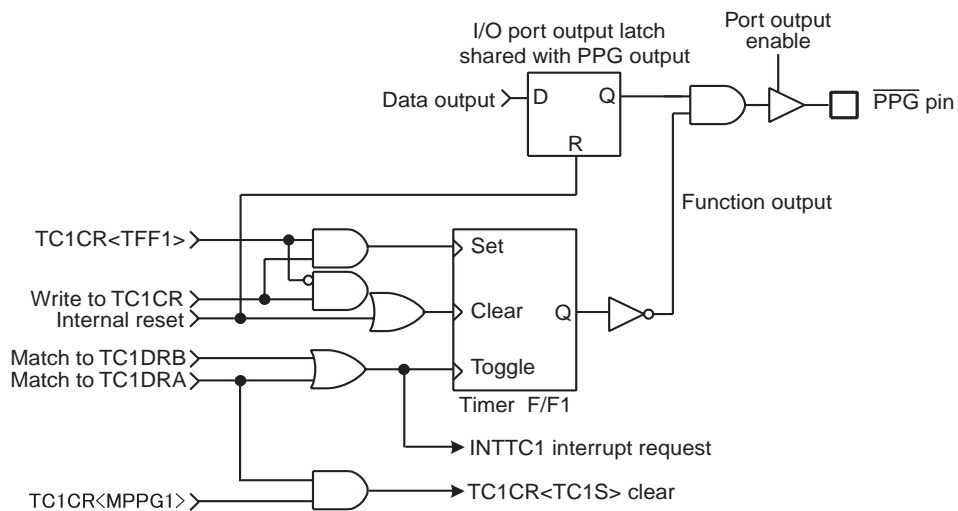 Port output
enable
I/O port output latch
shared with PPG output
Data output
D
Q
R
PPG pin
Function output
TC1CR<TFF1>
Set
Write to TC1CR
Internal reset
Clear
Q
Match to TC1DRB
Match to TC1DRA
Toggle
Timer F/F1
INTTC1 interrupt request
TC1CR<MPPG1>
TC1CR<TC1S> clear